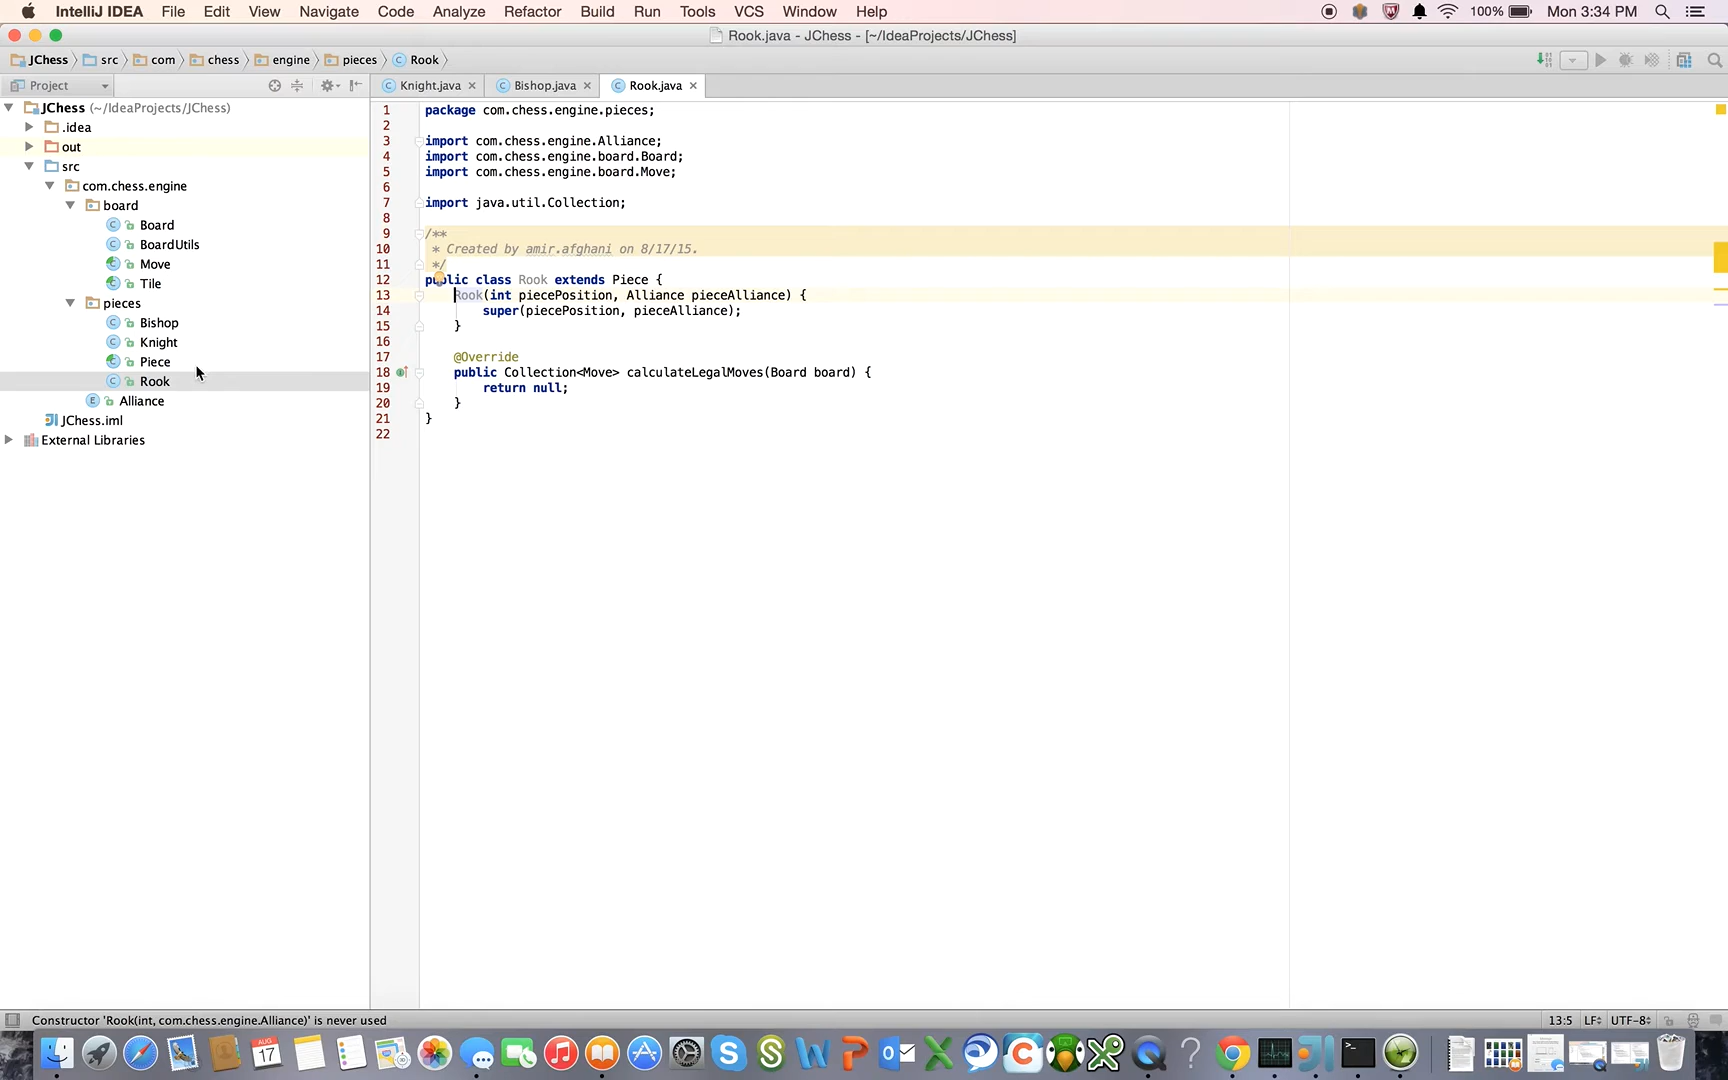 IntelliJ IDEA File Edit View Navigate Code Analyze Refactor Build Run Tools VCS Window Help 100% Mon 3:34 PM
Rook.java - JChess - [~/IdeaProjects/JChess]
JChess src com chess engine pieces Rook
Project Knight.java Bishop.java Rook.java
JChess (~/IdeaProjects/JChess)
.idea
out
src
com.chess.engine
board
Board
BoardUtils
Move
Tile
pieces
Bishop
Knight
Piece
Rook
Alliance
JChess.iml
External Libraries
1 package com.chess.engine.pieces;
2
3 import com.chess.engine.Alliance;
4 import com.chess.engine.board.Board;
5 import com.chess.engine.board.Move;
6
7 import java.util.Collection;
8
9 /**
10 * Created by amir.afghani on 8/17/15.
11 */
12 public class Rook extends Piece {
13 Rook(int piecePosition, Alliance pieceAlliance) {
14 super(piecePosition, pieceAlliance);
15 }
16
17 @Override
18 public Collection<Move> calculateLegalMoves(Board board) {
19 return null;
20 }
21 }
22
Constructor 'Rook(int, com.chess.engine.Alliance)' is never used 13:5 LF UTF-8
AUG
17